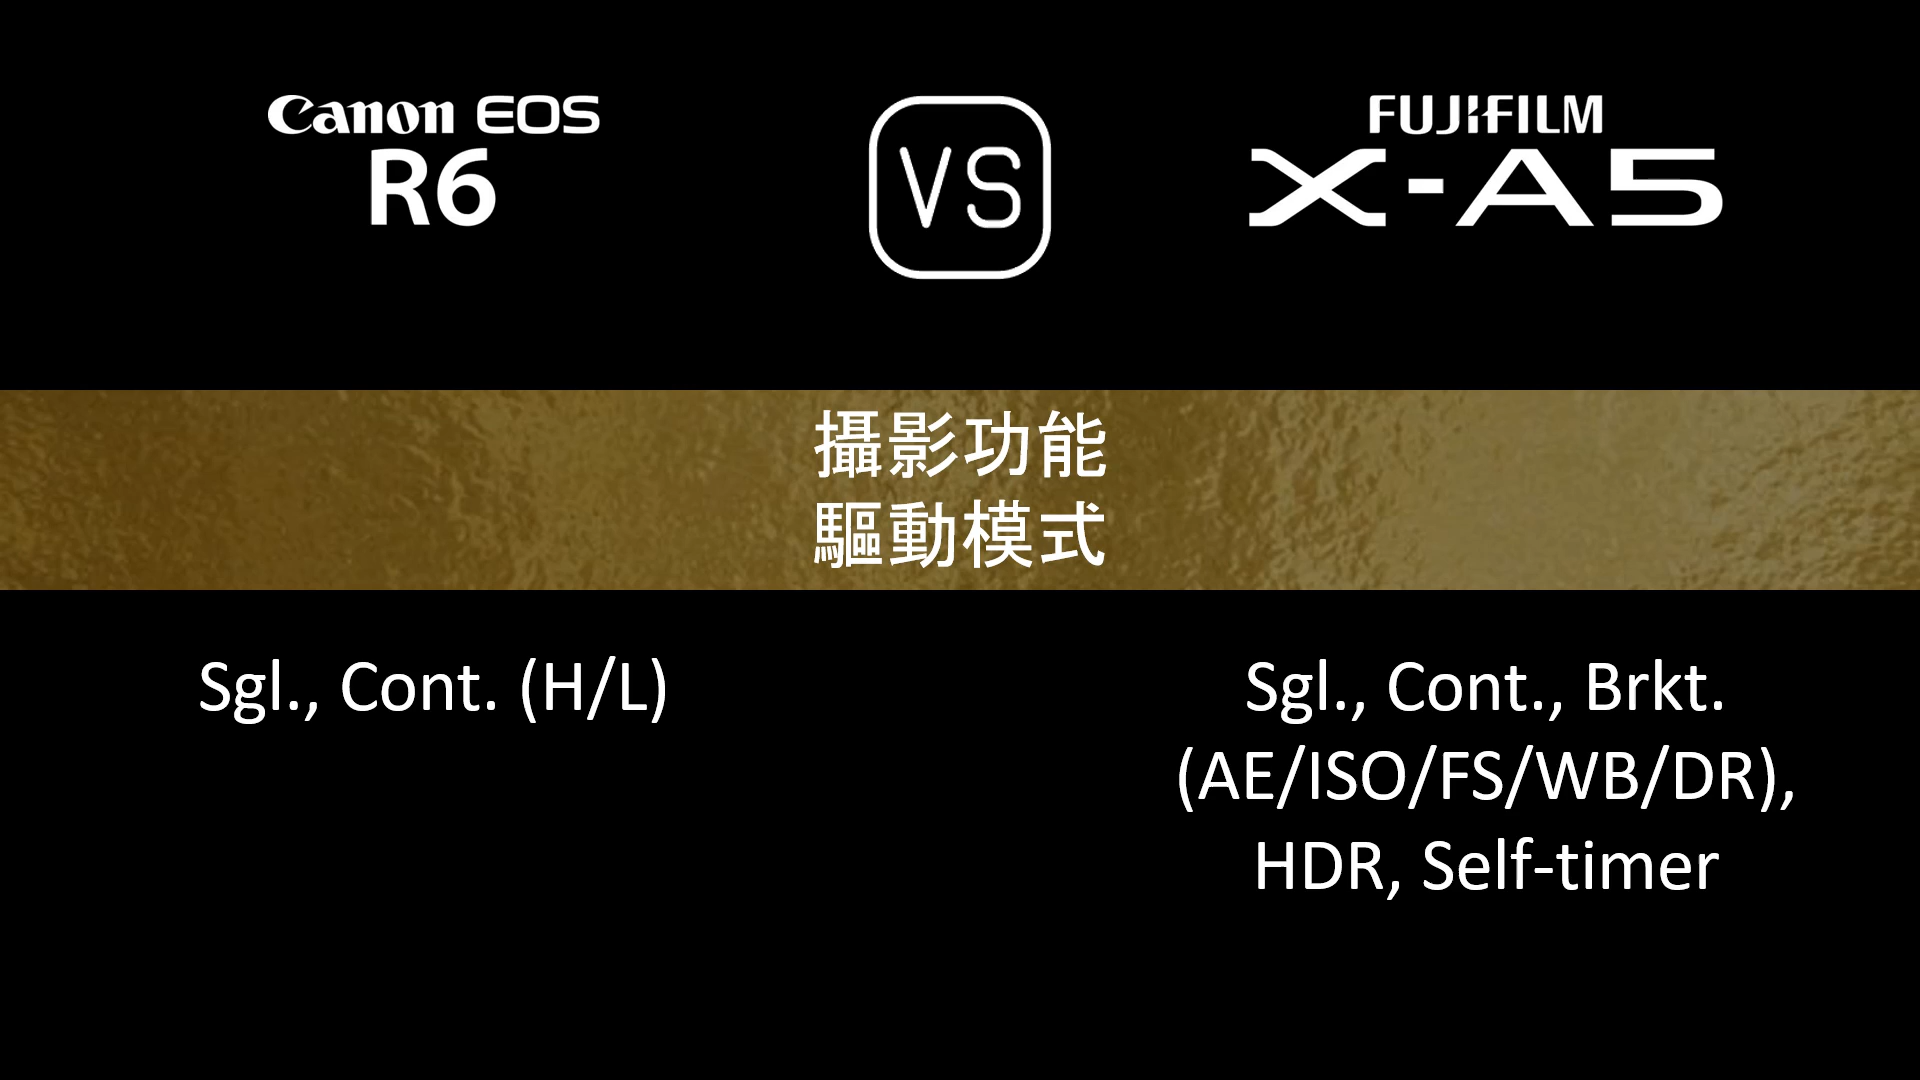 Canon EOS
R6
VS
FUJIFILM
X-A5
攝影功能
驅動模式
Sgl., Cont. (H/L)
Sgl., Cont., Brkt.
(AE/ISO/FS/WB/DR),
HDR, Self-timer